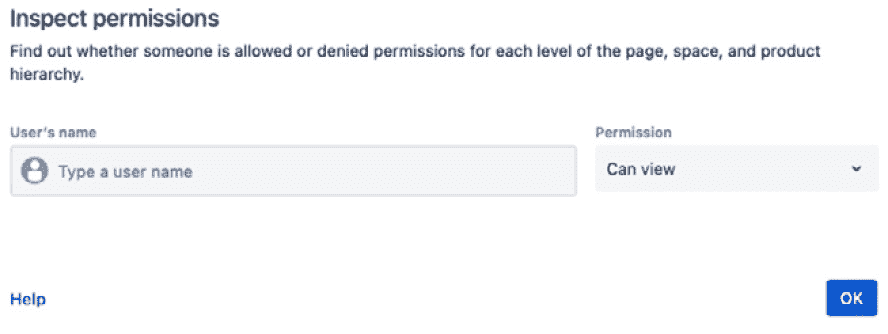 Inspect permissions
Find out whether someone is allowed or denied permissions for each level of the page, space, and product
hierarchy.
User's name
Permission
Type a user name
Can view
Help
OK